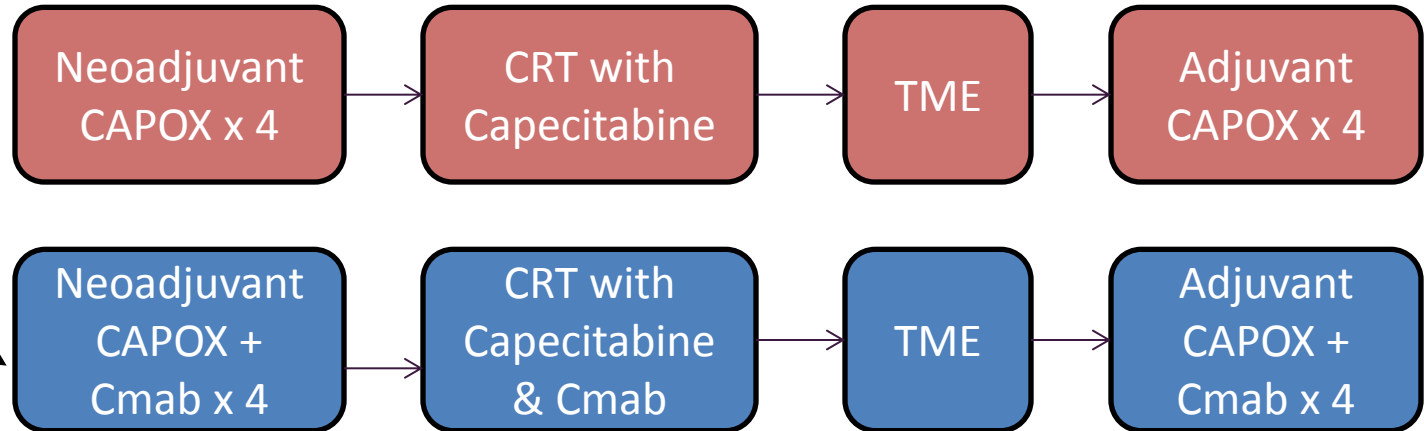 Neoadjuvant
CAPOX x 4
CRT with
Capecitabine
TME
Adjuvant
CAPOX x 4
Neoadjuvant
CAPOX +
Cmab x 4
CRT with
Capecitabine
& Cmab
TME
Adjuvant
CAPOX +
Cmab x 4